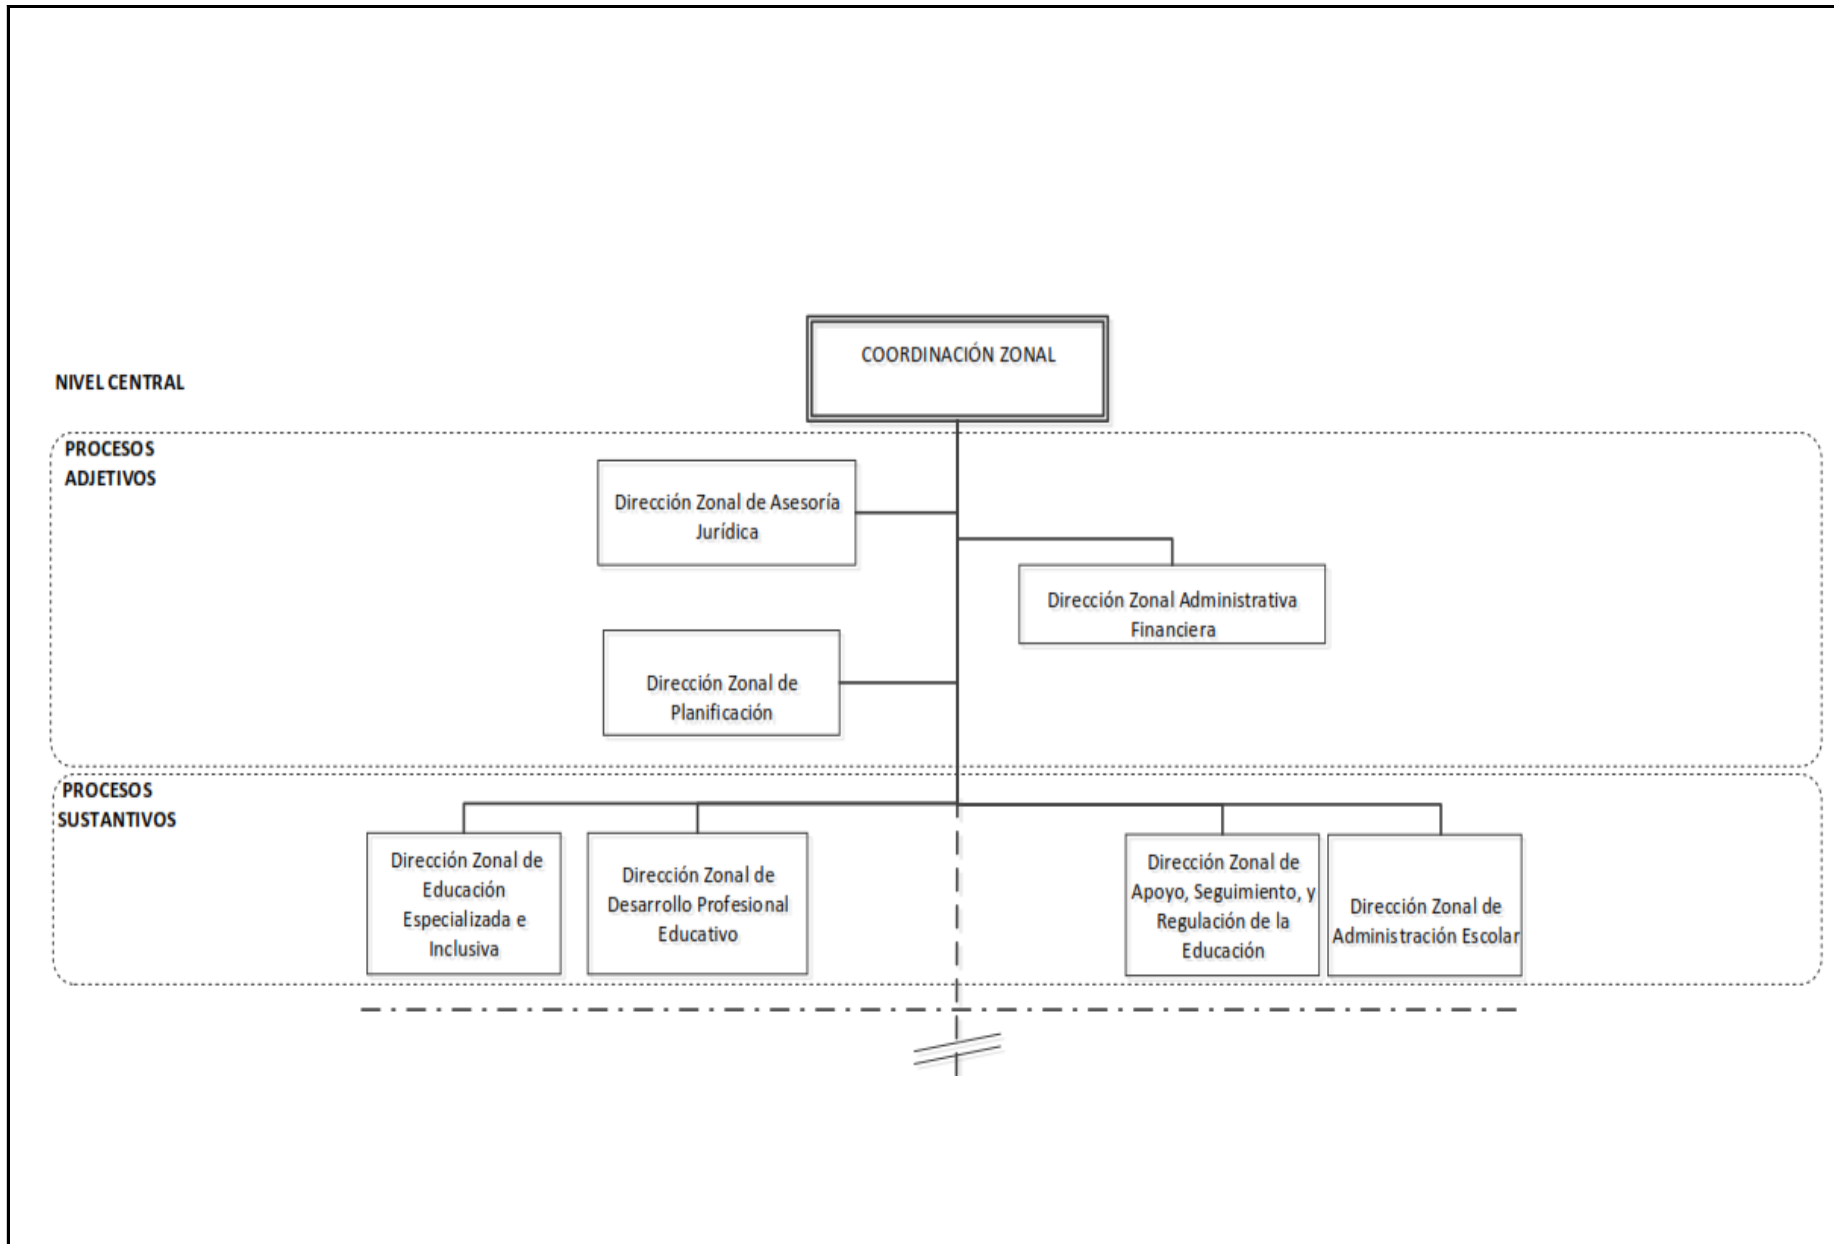 COORDINACIÓN ZONAL
NIVEL CENTRAL
PROCESOS
ADJETIVOS
Dirección Zonal de Asesoría
Jurídica
Dirección Zonal Administrativa
Financiera
Dirección Zonal de
Planificación
PROCESOS
SUSTANTIVOS
Dirección Zonal de
Educación
Especializada e
Inclusiva
Dirección Zonal de
Desarrollo Profesional
Educativo
Dirección Zonal de
Apoyo, Seguimiento, y
Regulación de la
Educación
Dirección Zonal de
Administración Escolar